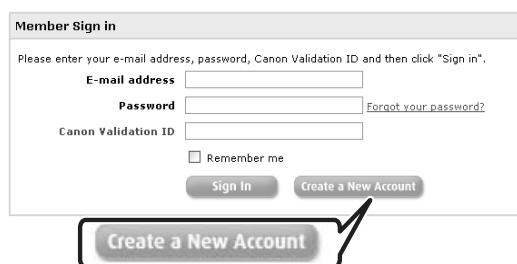 Member Sign in
Please enter your e-mail address, password, Canon Validation ID and then click "Sign in".
E-mail address
Password Forgot your password?
Canon Validation ID
Remember me
Sign In Create a New Account
Create a New Account